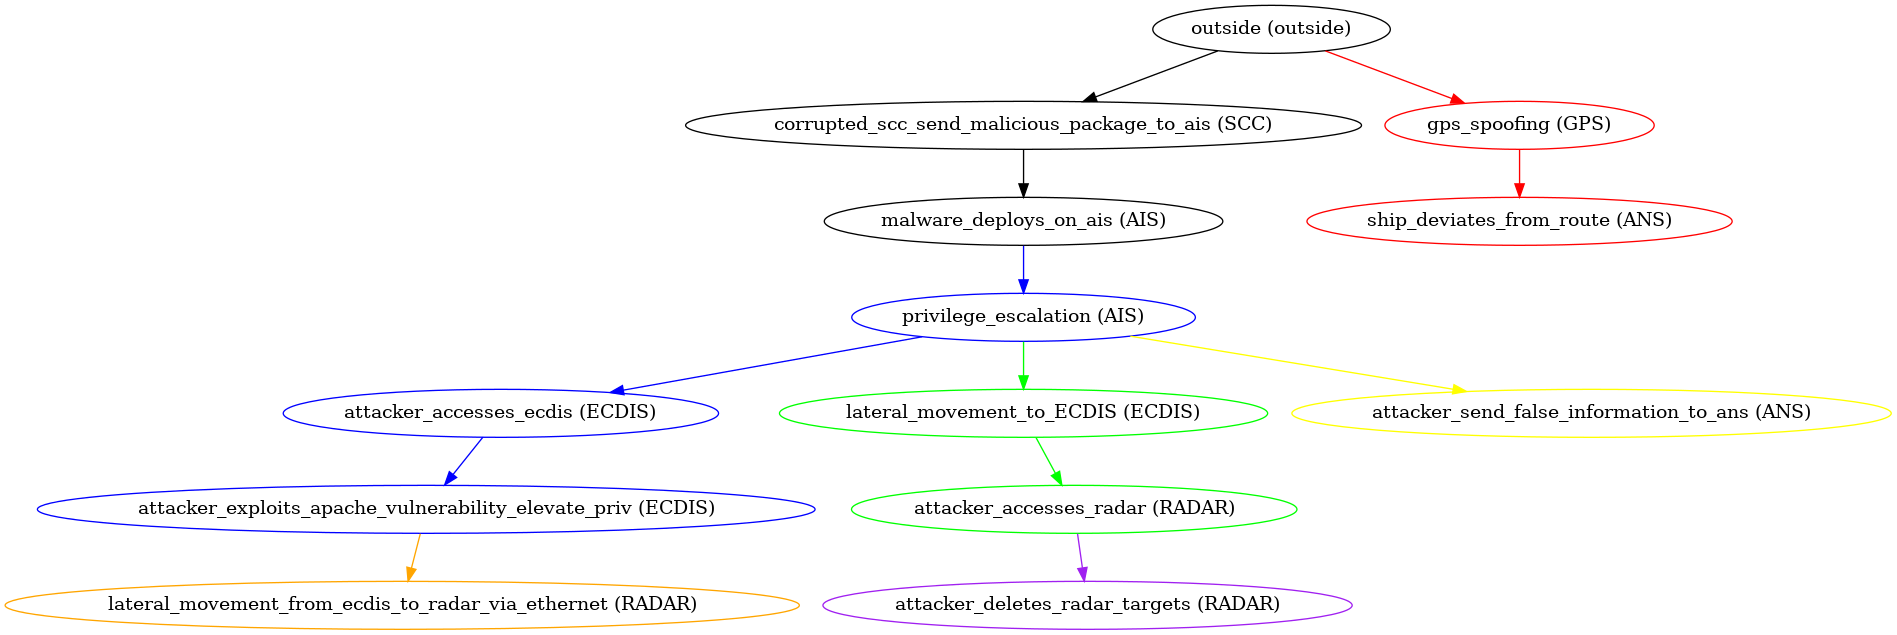 outside (outside)
corrupted_scc_send_malicious_package_to_ais (SCC)
gps_spoofing (GPS)
malware_deploys_on_ais (AIS)
ship_deviates_from_route (ANS)
privilege_escalation (AIS)
attacker_accesses_ecdis (ECDIS)
lateral_movement_to_ECDIS (ECDIS)
attacker_send_false_information_to_ans (ANS)
attacker_exploits_apache_vulnerability_elevate_priv (ECDIS)
attacker_accesses_radar (RADAR)
lateral_movement_from_ecdis_to_radar_via_ethernet (RADAR)
attacker_deletes_radar_targets (RADAR)